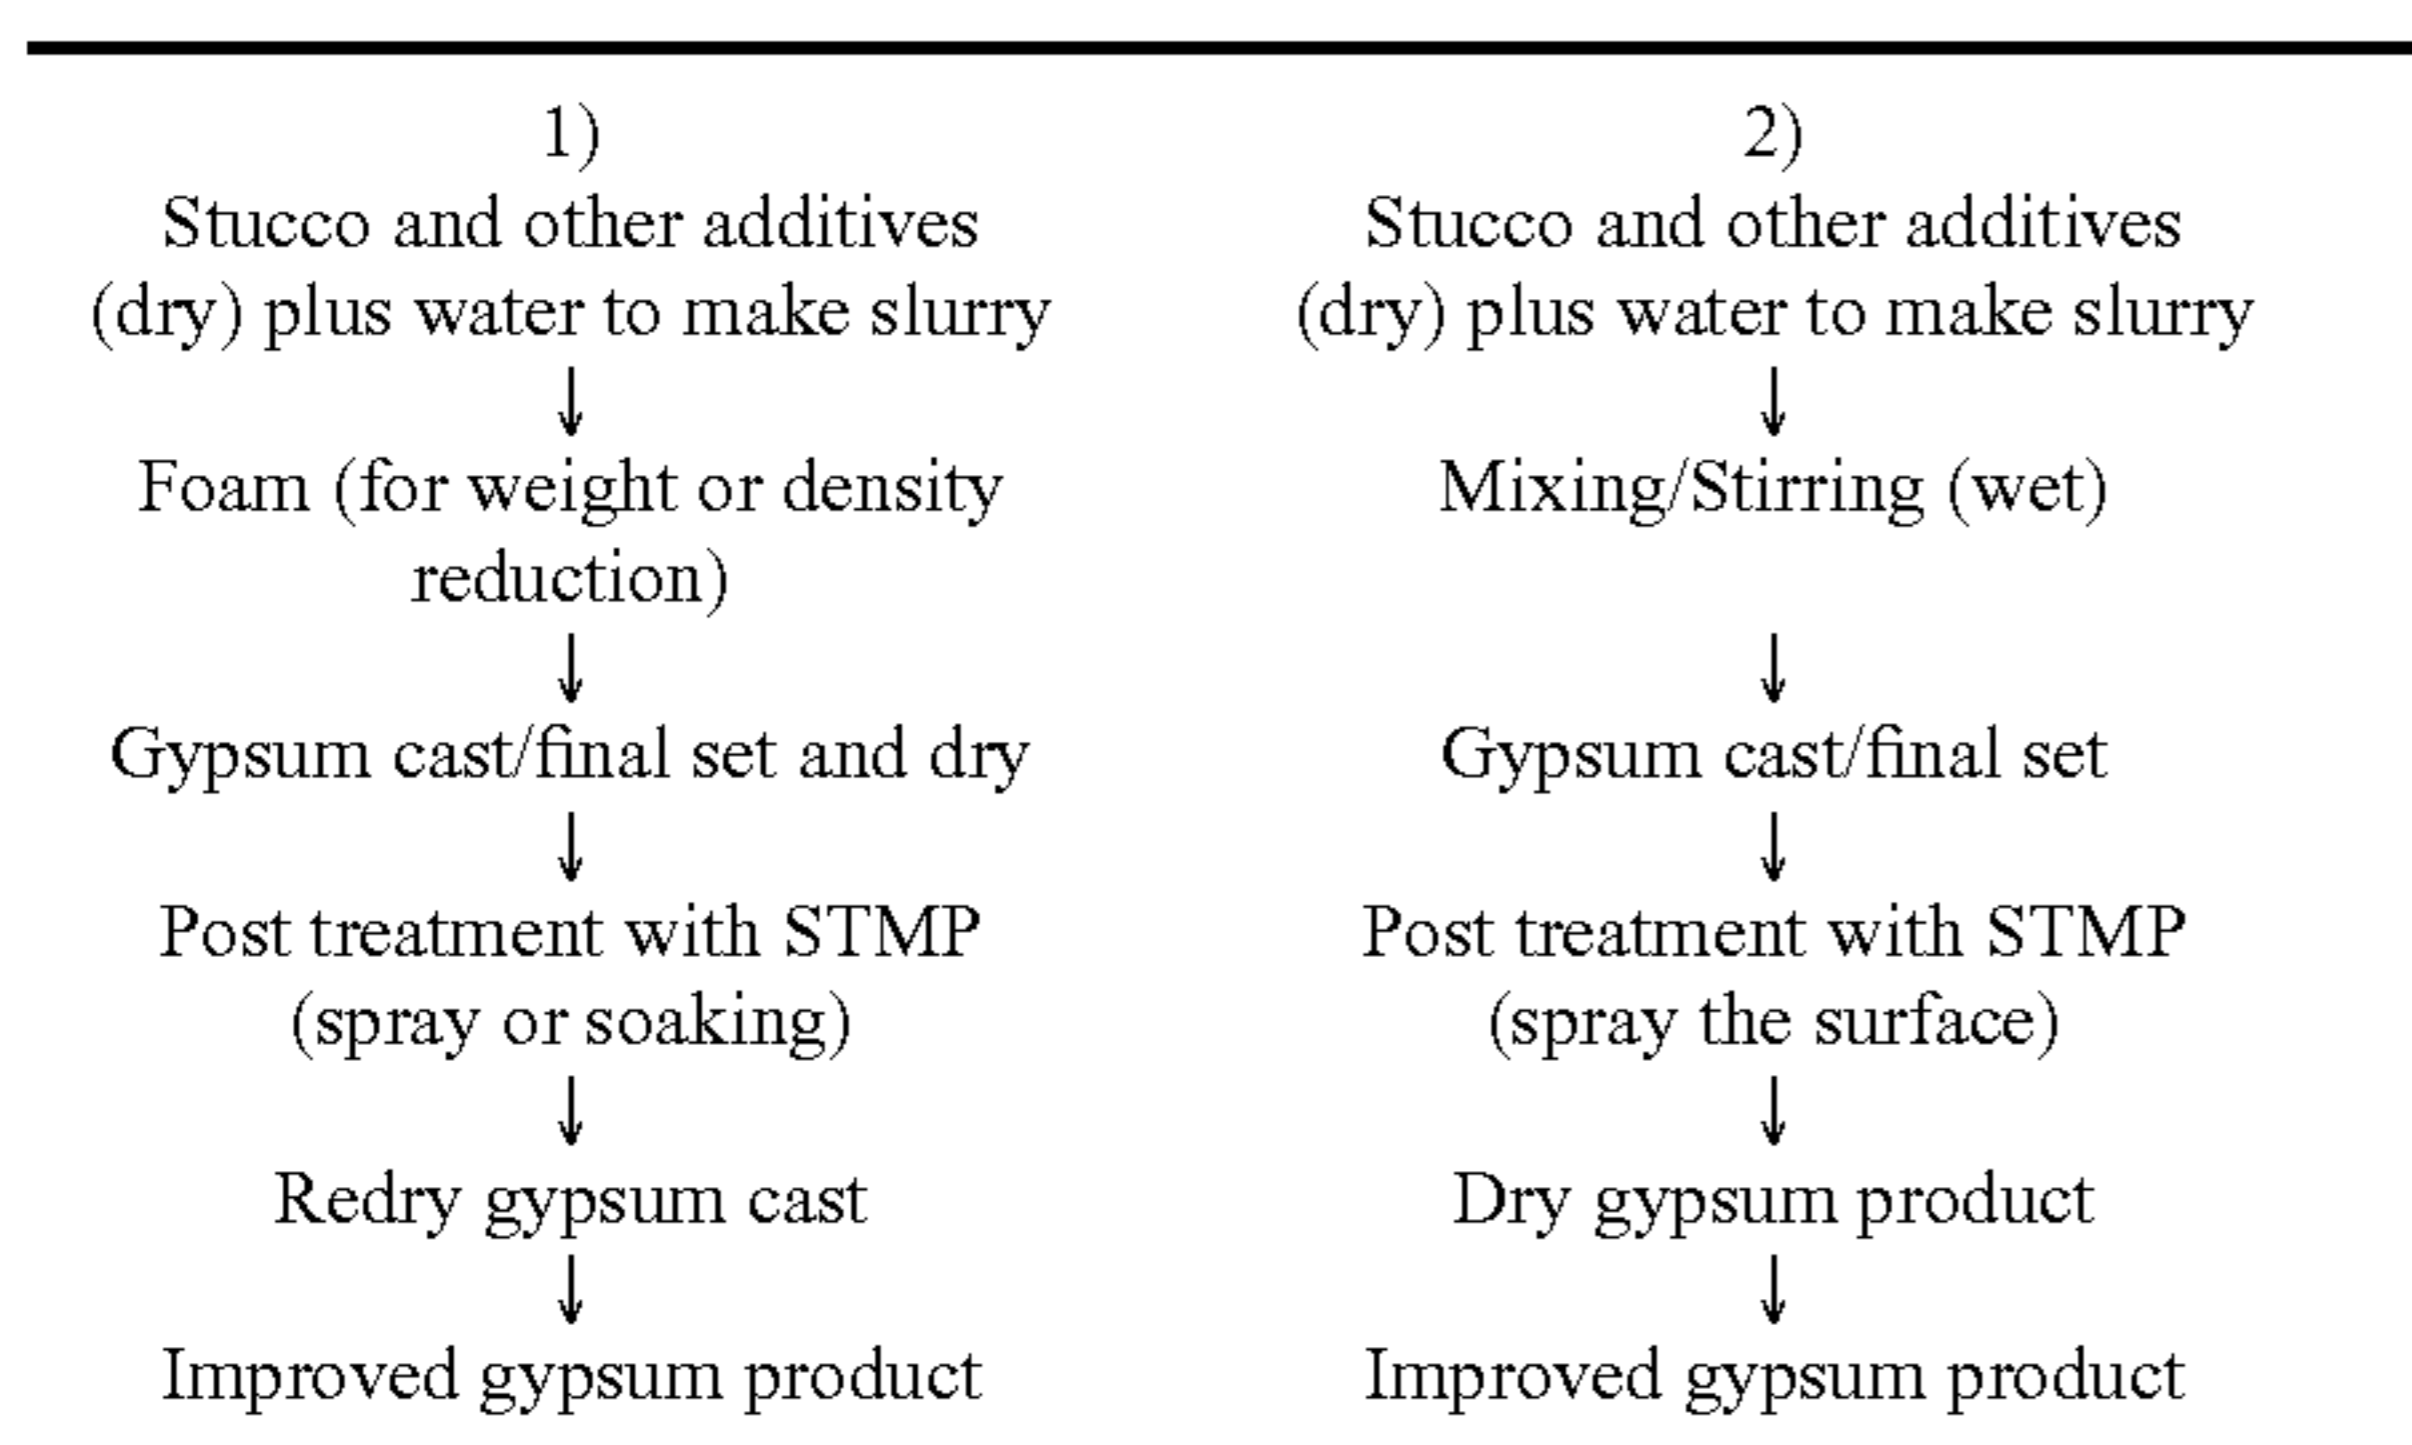 1)
Stucco and other additives
(dry) plus water to make slurry
↓
Foam (for weight or density
reduction)
↓
Gypsum cast/final set and dry
↓
Post treatment with STMP
(spray or soaking)
↓
Redry gypsum cast
↓
Improved gypsum product
2)
Stucco and other additives
(dry) plus water to make slurry
↓
Mixing/Stirring (wet)
↓
Gypsum cast/final set
↓
Post treatment with STMP
(spray the surface)
↓
Dry gypsum product
↓
Improved gypsum product